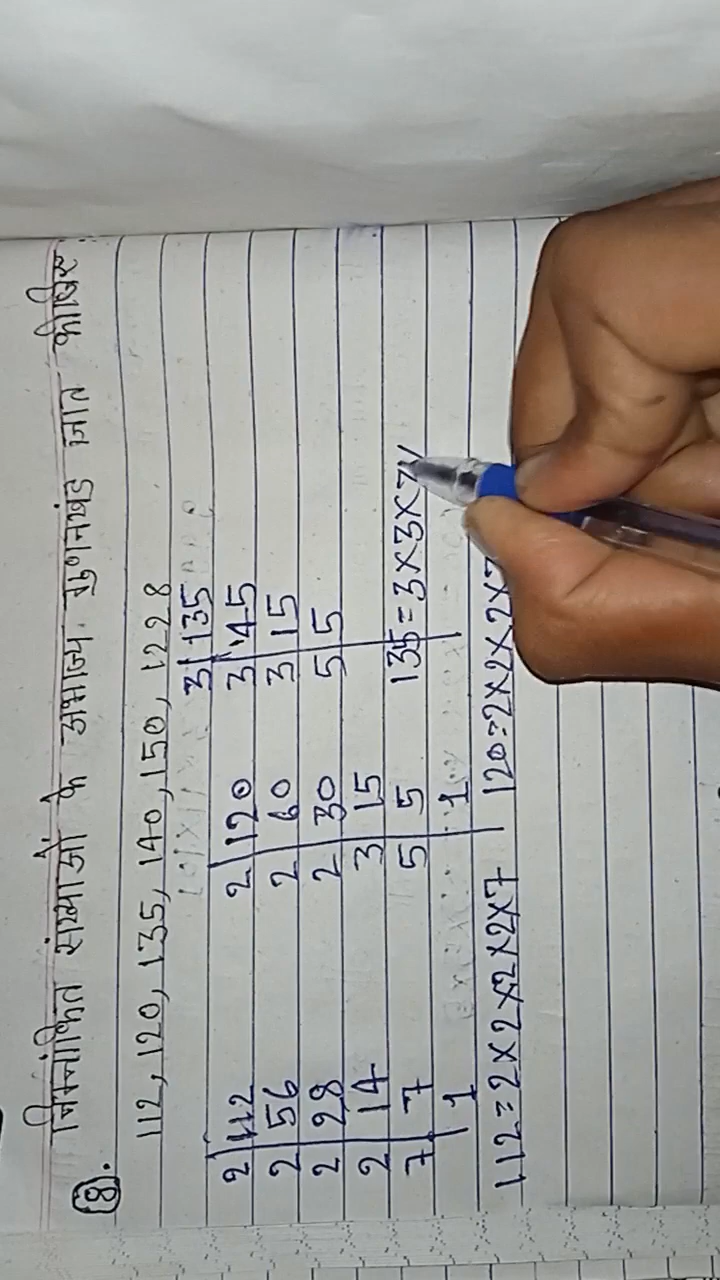 (8). निम्नांकित संख्याओं के अभाज्य गुणनखंड ज्ञात कीजिए:
112, 120, 135, 140, 150, 1228
2 112 2 120 3 135
2 56 2 60 3 45
2 28 2 30 3 15
2 14 3 15 5 5
7 7 5 5 135=3×3×3×
1 1
112=2×2×2×2×7 120=2×2×2×